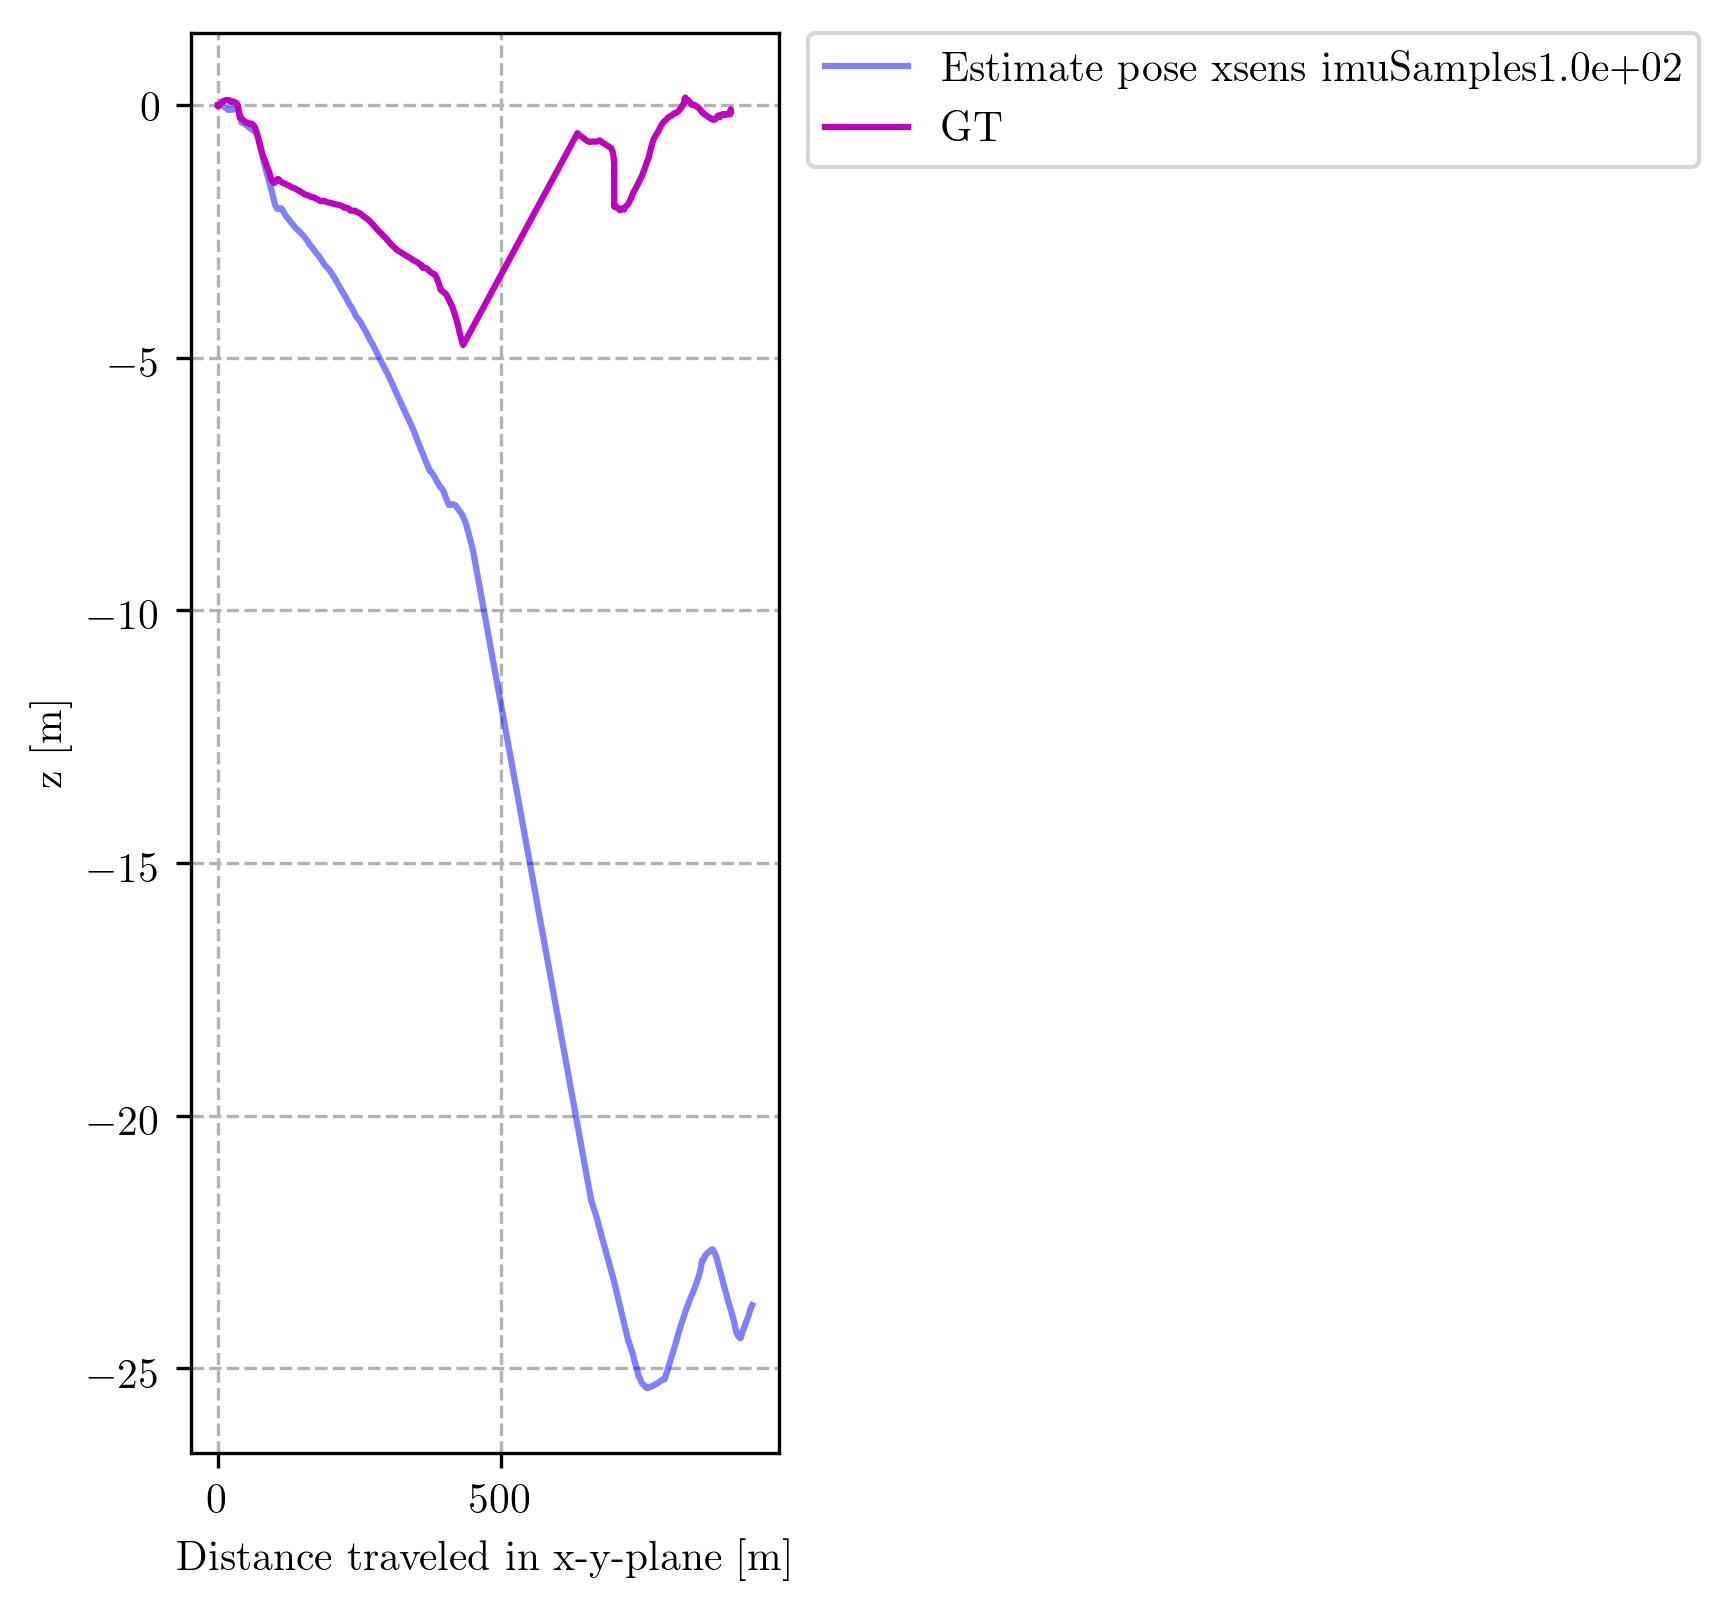 Estimate pose xsens imuSamples1.0e+02
GT
0
−5
−10
−15
−20
−25
z [m]
0 500
Distance traveled in x-y-plane [m]